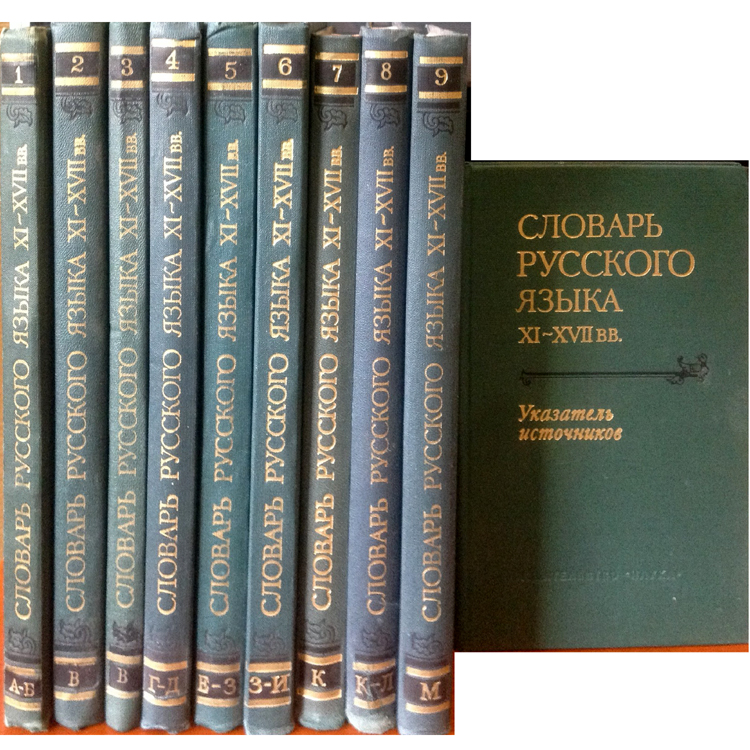 1
СЛОВАРЬ РУССКОГО ЯЗЫКА XI~XVII ВВ.
А-Б
2
СЛОВАРЬ РУССКОГО ЯЗЫКА XI~XVII ВВ.
В
3
СЛОВАРЬ РУССКОГО ЯЗЫКА XI~XVII ВВ.
В
4
СЛОВАРЬ РУССКОГО ЯЗЫКА XI~XVII ВВ.
Г-Д
5
СЛОВАРЬ РУССКОГО ЯЗЫКА XI~XVII ВВ.
Е-З
6
СЛОВАРЬ РУССКОГО ЯЗЫКА XI~XVII ВВ.
З-И
7
СЛОВАРЬ РУССКОГО ЯЗЫКА XI~XVII ВВ.
К
8
СЛОВАРЬ РУССКОГО ЯЗЫКА XI~XVII ВВ.
К-Л
9
СЛОВАРЬ РУССКОГО ЯЗЫКА XI~XVII ВВ.
М
СЛОВАРЬ
РУССКОГО
ЯЗЫКА
XI~XVII ВВ.
Указатель
источников
ИЗДАТЕЛЬСТВО «НАУКА»